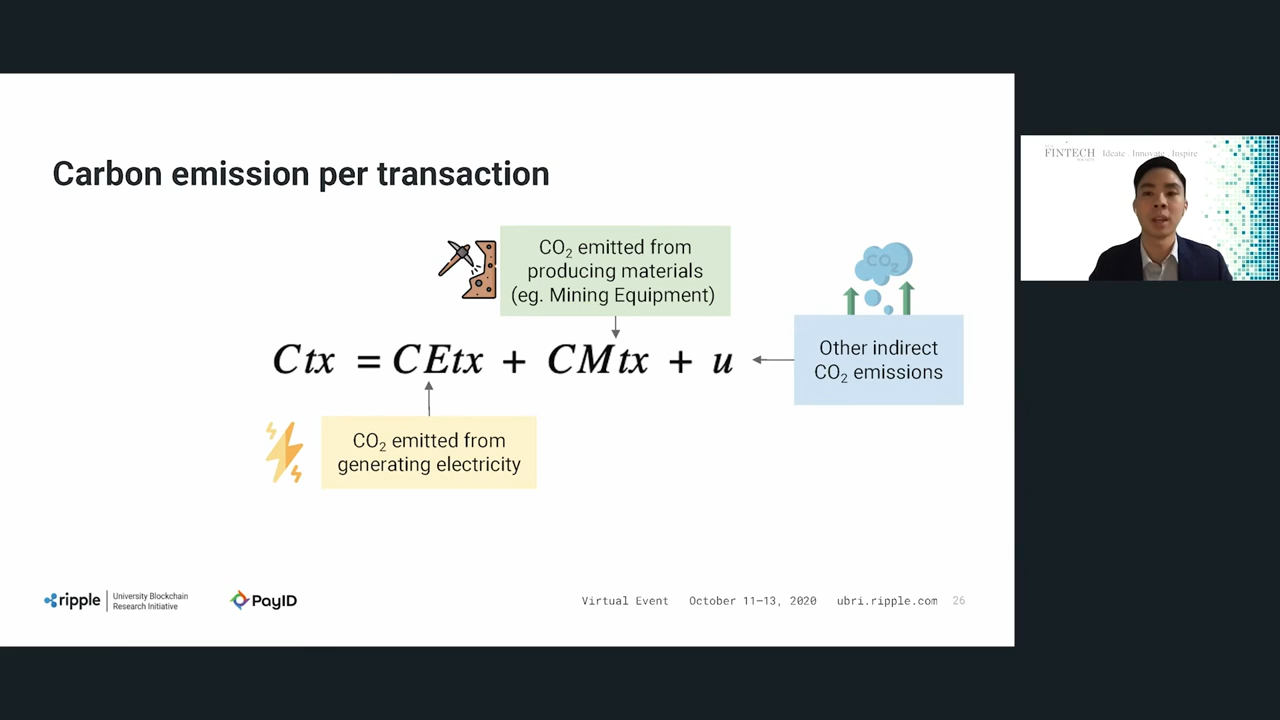 Carbon emission per transaction
CO₂ emitted from
producing materials
(eg. Mining Equipment)
CO₂
Ctx = CEtx + CMtx + u
Other indirect
CO₂ emissions
CO₂ emitted from
generating electricity
ripple
University Blockchain
Research Initiative
PayID
Virtual Event October 11–13, 2020 ubri.ripple.com 26
FINTECH Ideate Innovate Inspire